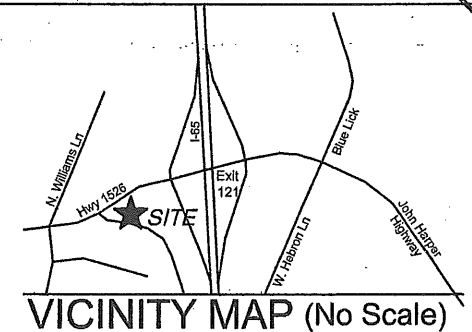 N. Williams Ln
Hwy 1526
SITE
I-65
Exit
121
Blue Lick
W. Hebron Ln
John Harper
Highway
VICINITY MAP (No Scale)